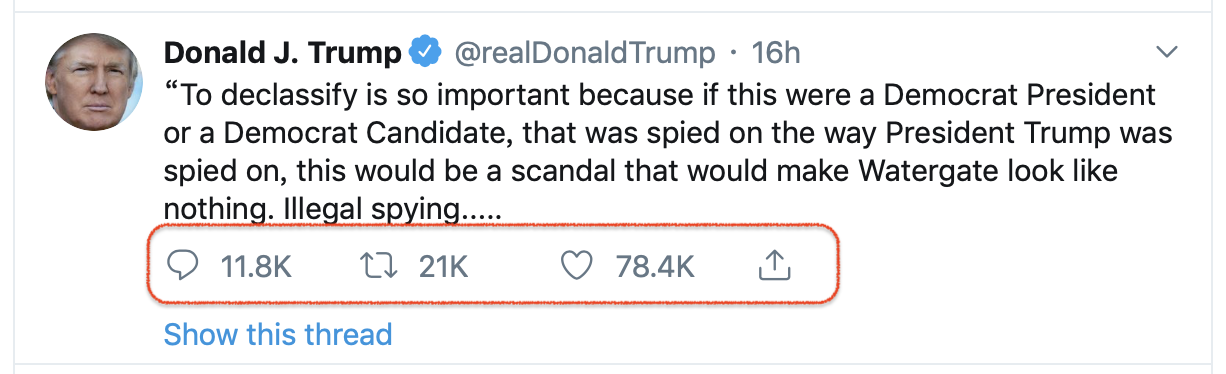 Donald J. Trump @realDonaldTrump · 16h
“To declassify is so important because if this were a Democrat President
or a Democrat Candidate, that was spied on the way President Trump was
spied on, this would be a scandal that would make Watergate look like
nothing. Illegal spying.....
11.8K 21K 78.4K
Show this thread